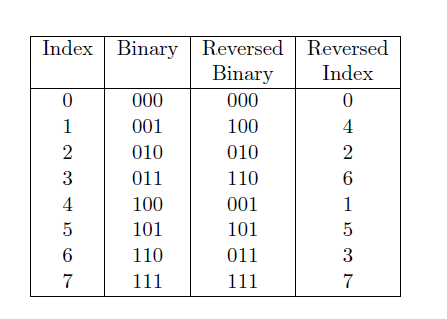 Index Binary Reversed Reversed
Binary Index
0 000 000 0
1 001 100 4
2 010 010 2
3 011 110 6
4 100 001 1
5 101 101 5
6 110 011 3
7 111 111 7